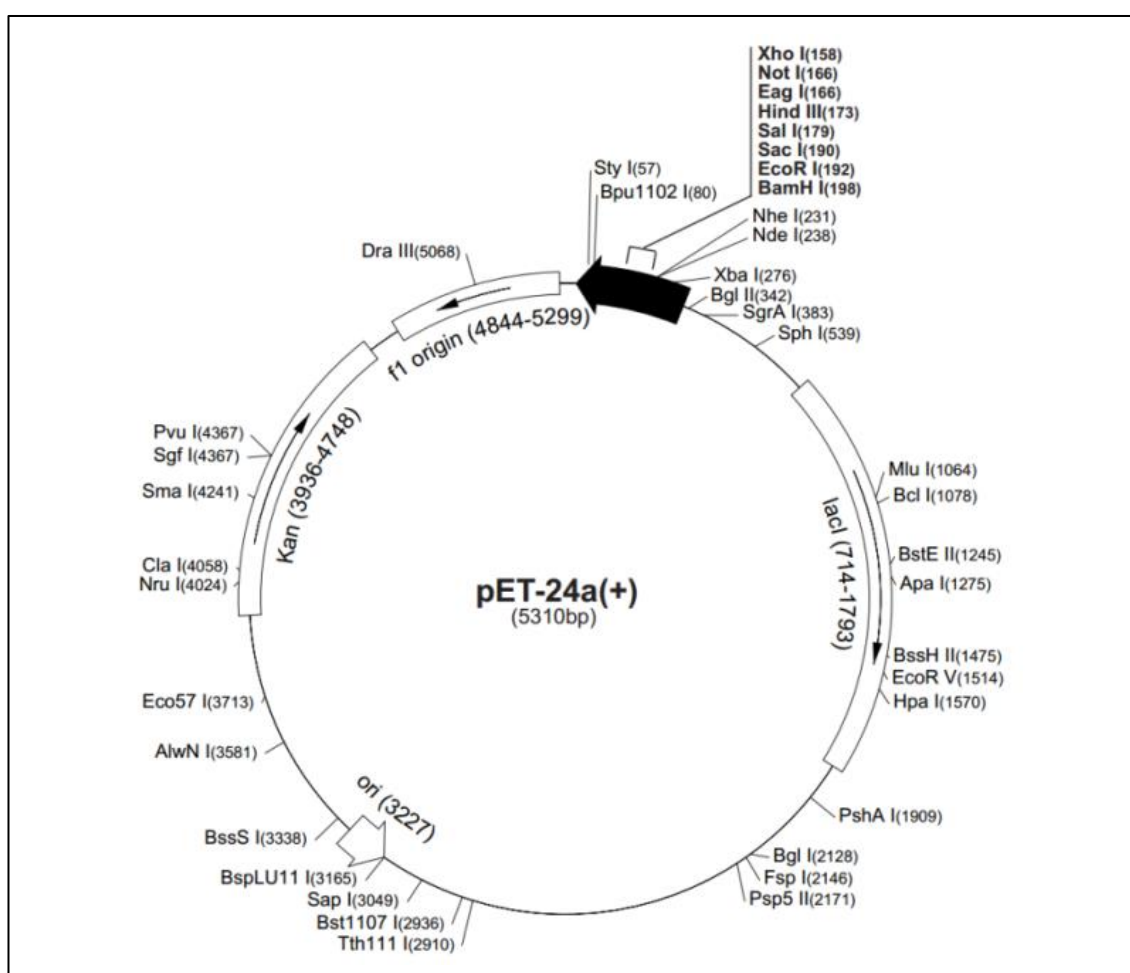 Xho I(158)
Not I(166)
Eag I(166)
Hind III(173)
Sal I(179)
Sac I(190)
EcoR I(192)
BamH I(198)
Sty I(57)
Bpu1102 I(80)
Nhe I(231)
Nde I(238)
Dra III(5068)
Xba I(276)
Bgl II(342)
SgrA I(383)
Sph I(539)
f1 origin (4844-5299)
Pvu I(4367)
Sgf I(4367)
Sma I(4241)
Kan (3936-4748)
Mlu I(1064)
Bcl I(1078)
lacI (714-1793)
BstE II(1245)
Apa I(1275)
Cla I(4058)
Nru I(4024)
pET-24a(+)
(5310bp)
BssH II(1475)
EcoR V(1514)
Hpa I(1570)
Eco57 I(3713)
AlwN I(3581)
ori (3227)
PshA I(1909)
BssS I(3338)
Bgl I(2128)
Fsp I(2146)
Psp5 II(2171)
BspLU11 I(3165)
Sap I(3049)
Bst1107 I(2936)
Tth111 I(2910)